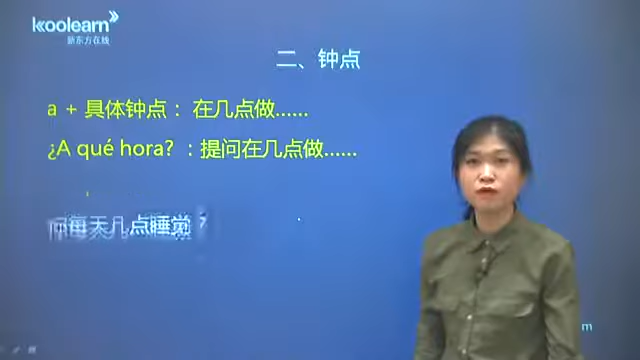 koolearn
新东方在线
二、钟点
a + 具体钟点： 在几点做......
¿A qué hora? ：提问在几点做......
你每天几点睡觉？
m